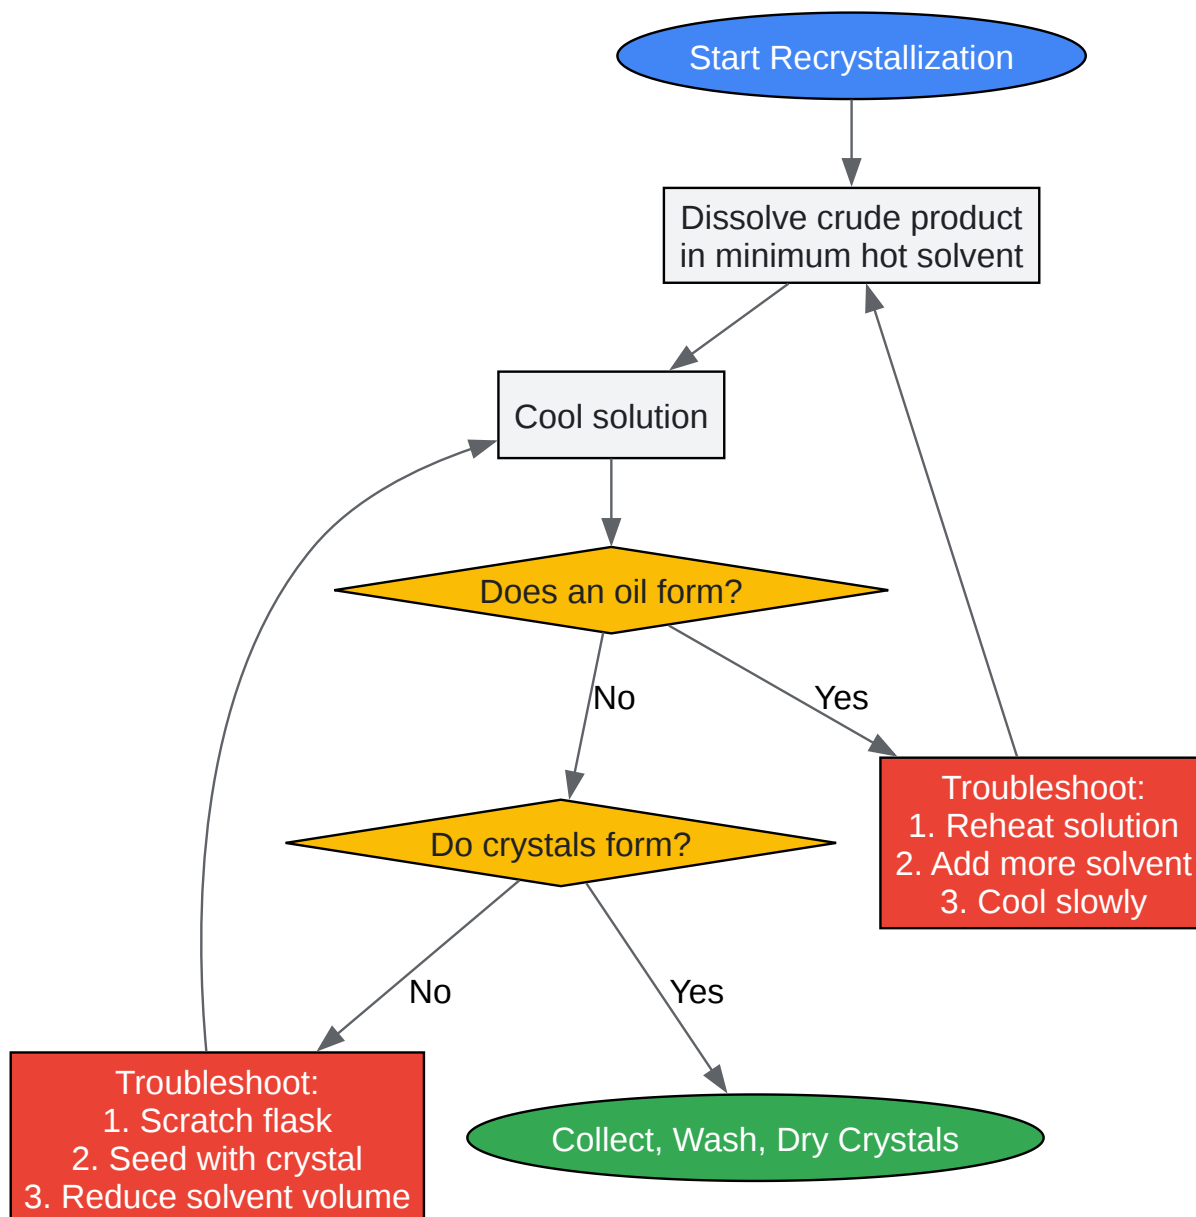 Start Recrystallization
Dissolve crude product
in minimum hot solvent
Cool solution
Does an oil form?
No
Yes
Troubleshoot:
1. Reheat solution
2. Add more solvent
3. Cool slowly
Do crystals form?
No
Yes
Troubleshoot:
1. Scratch flask
2. Seed with crystal
3. Reduce solvent volume
Collect, Wash, Dry Crystals